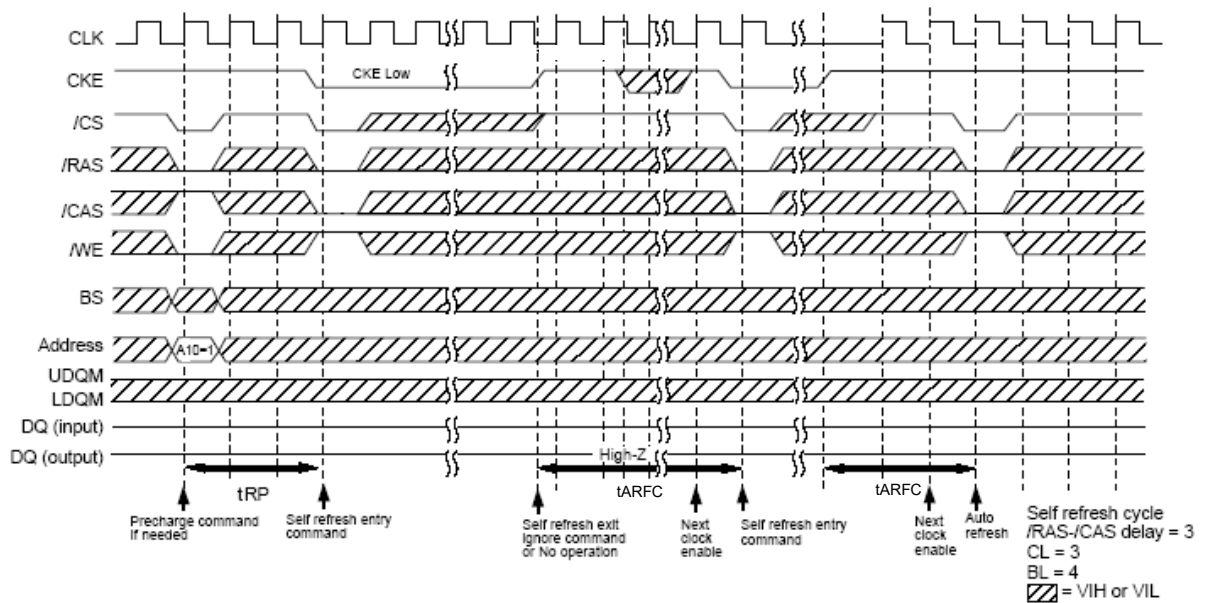 CLK
CKE
CKE Low
/CS
/RAS
/CAS
/WE
BS
Address
A10=1
UDQM
LDQM
DQ (input)
DQ (output)
High-Z
tRP
tARFC
tARFC
Precharge command
If needed
Self refresh entry
command
Self refresh exit
Ignore command
or No operation
Next
clock
enable
Self refresh entry
command
Next
clock
enable
Auto
refresh
Self refresh cycle
/RAS-/CAS delay = 3
CL = 3
BL = 4
= VIH or VIL